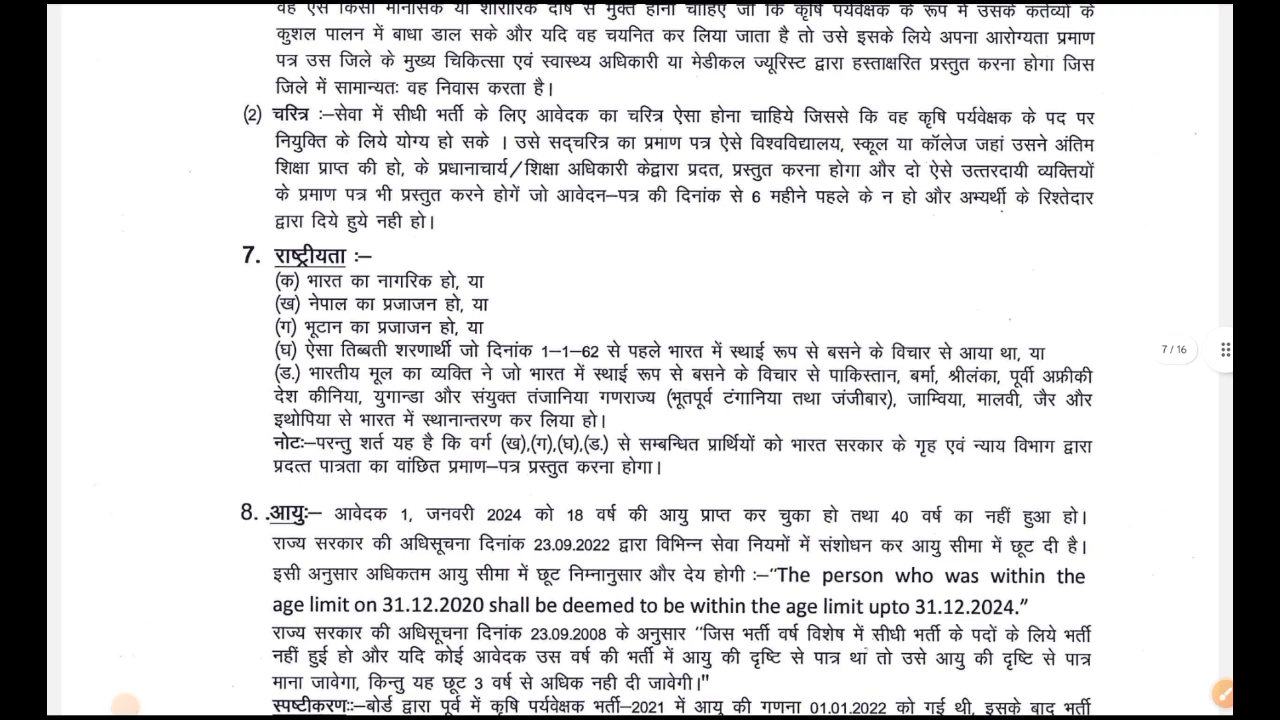 वह ऐसे किसी मानसिक या शारीरिक दोष से मुक्त होना चाहिए जो कि कृषि पर्यवेक्षक के रूप में उसके कर्तव्यों के
कुशल पालन में बाधा डाल सके और यदि वह चयनित कर लिया जाता है तो उसे इसके लिये अपना आरोग्यता प्रमाण
पत्र उस जिले के मुख्य चिकित्सा एवं स्वास्थ्य अधिकारी या मेडीकल ज्यूरिस्ट द्वारा हस्ताक्षरित प्रस्तुत करना होगा जिस
जिले में सामान्यतः वह निवास करता है।
(2) चरित्र :–सेवा में सीधी भर्ती के लिए आवेदक का चरित्र ऐसा होना चाहिये जिससे कि वह कृषि पर्यवेक्षक के पद पर
नियुक्ति के लिये योग्य हो सके । उसे सद्चरित्र का प्रमाण पत्र ऐसे विश्वविद्यालय, स्कूल या कॉलेज जहां उसने अंतिम
शिक्षा प्राप्त की हो, के प्रधानाचार्य/शिक्षा अधिकारी केद्वारा प्रदत, प्रस्तुत करना होगा और दो ऐसे उत्तरदायी व्यक्तियों
के प्रमाण पत्र भी प्रस्तुत करने होगें जो आवेदन–पत्र की दिनांक से 6 महीने पहले के न हो और अभ्यर्थी के रिश्तेदार
द्वारा दिये हुये नही हो।
7. राष्ट्रीयता :–
(क) भारत का नागरिक हो, या
(ख) नेपाल का प्रजाजन हो, या
(ग) भूटान का प्रजाजन हो, या
(घ) ऐसा तिब्बती शरणार्थी जो दिनांक 1–1–62 से पहले भारत में स्थाई रूप से बसने के विचार से आया था, या
7 / 16
(ड.) भारतीय मूल का व्यक्ति ने जो भारत में स्थाई रूप से बसने के विचार से पाकिस्तान, बर्मा, श्रीलंका, पूर्वी अफ्रीकी
देश कीनिया, युगान्डा और संयुक्त तंजानिया गणराज्य (भूतपूर्व टंगानिया तथा जंजीबार), जाम्विया, मालवी, जैर और
इथोपिया से भारत में स्थानान्तरण कर लिया हो।
नोटः–परन्तु शर्त यह है कि वर्ग (ख),(ग),(घ),(ड.) से सम्बन्धित प्रार्थियों को भारत सरकार के गृह एवं न्याय विभाग द्वारा
प्रदत्त पात्रता का वांछित प्रमाण–पत्र प्रस्तुत करना होगा।
8. .आयुः– आवेदक 1, जनवरी 2024 को 18 वर्ष की आयु प्राप्त कर चुका हो तथा 40 वर्ष का नहीं हुआ हो।
राज्य सरकार की अधिसूचना दिनांक 23.09.2022 द्वारा विभिन्न सेवा नियमों में संशोधन कर आयु सीमा में छूट दी है।
इसी अनुसार अधिकतम आयु सीमा में छूट निम्नानुसार और देय होगी :–“The person who was within the
age limit on 31.12.2020 shall be deemed to be within the age limit upto 31.12.2024.”
राज्य सरकार की अधिसूचना दिनांक 23.09.2008 के अनुसार "जिस भर्ती वर्ष विशेष में सीधी भर्ती के पदों के लिये भर्ती
नहीं हुई हो और यदि कोई आवेदक उस वर्ष की भर्ती में आयु की दृष्टि से पात्र था तो उसे आयु की दृष्टि से पात्र
माना जावेगा, किन्तु यह छूट 3 वर्ष से अधिक नही दी जावेगी।"
स्पष्टीकरणः:–बोर्ड द्वारा पूर्व में कृषि पर्यवेक्षक भर्ती–2021 में आयु की गणना 01.01.2022 को गई थी, इसके बाद भर्ती